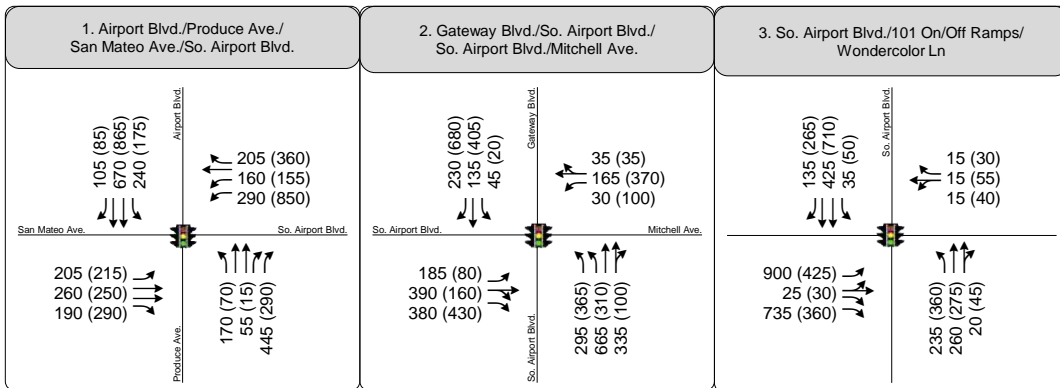 1. Airport Blvd./Produce Ave./
San Mateo Ave./So. Airport Blvd.
Airport Blvd.
105 (85)
670 (865)
240 (175)
205 (360)
160 (155)
290 (850)
San Mateo Ave.
So. Airport Blvd.
205 (215)
260 (250)
190 (290)
170 (70)
55 (15)
445 (290)
Produce Ave.
2. Gateway Blvd./So. Airport Blvd./
So. Airport Blvd./Mitchell Ave.
Gateway Blvd.
230 (680)
135 (405)
45 (20)
35 (35)
165 (370)
30 (100)
So. Airport Blvd.
Mitchell Ave.
185 (80)
390 (160)
380 (430)
295 (365)
665 (310)
335 (100)
So. Airport Blvd.
3. So. Airport Blvd./101 On/Off Ramps/
Wondercolor Ln
So. Airport Blvd.
135 (265)
425 (710)
35 (50)
15 (30)
15 (55)
15 (40)
900 (425)
25 (30)
735 (360)
235 (360)
260 (275)
20 (45)